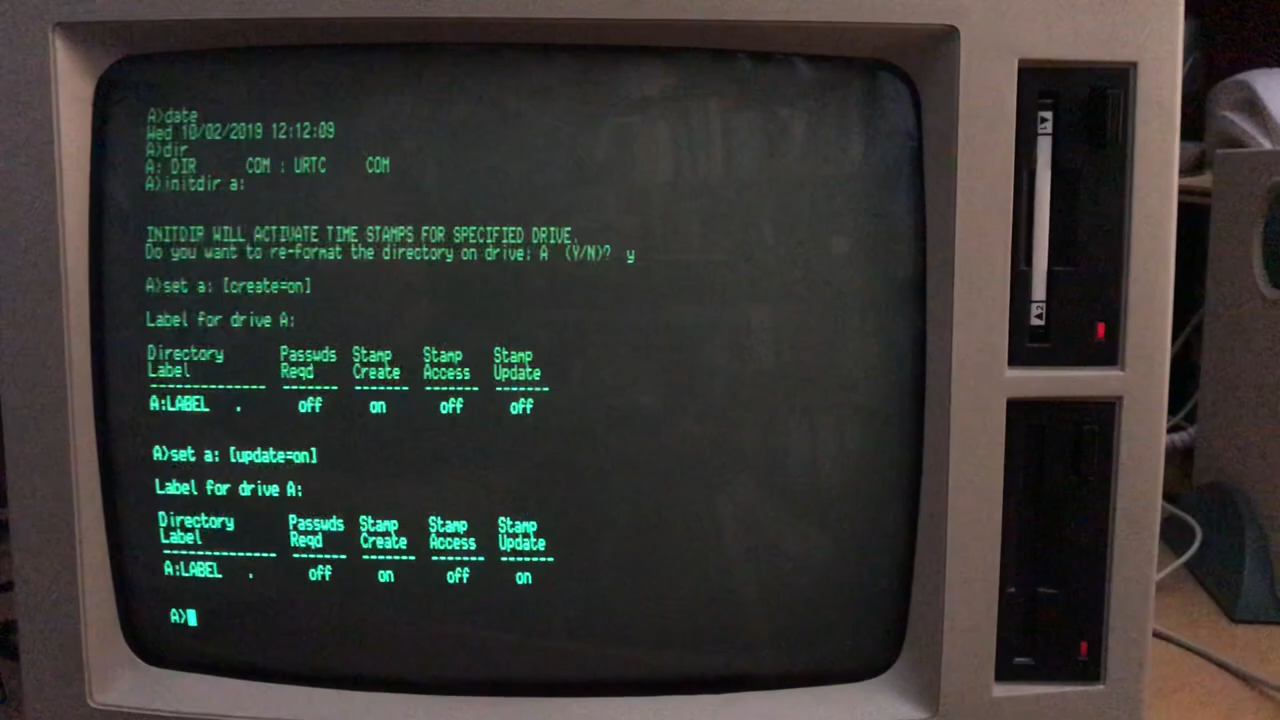 A>date
Wed 10/02/2019 12:12:09
A>dir
A: DIR      COM : URTC     COM
A>initdir a:
INITDIR WILL ACTIVATE TIME STAMPS FOR SPECIFIED DRIVE.
Do you want to re-format the directory on drive: A  (Y/N)?  y
A>set a: [create=on]
Label for drive A:
Directory       Passwds  Stamp    Stamp    Stamp
Label           Reqd     Create   Access   Update
--------------  -------  -------  -------  -------
A:LABEL   .       off      on       off      off
A>set a: [update=on]
Label for drive A:
Directory       Passwds  Stamp    Stamp    Stamp
Label           Reqd     Create   Access   Update
--------------  -------  -------  -------  -------
A:LABEL   .       off      on       off      on
A>
▲1
▲2